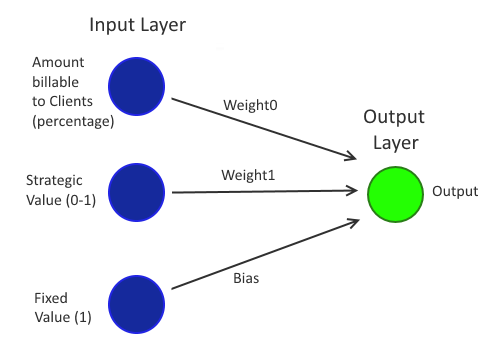 Input Layer
Amount
billable
to Clients
(percentage)
Weight0
Output
Layer
Strategic
Value (0-1)
Weight1
Output
Bias
Fixed
Value (1)